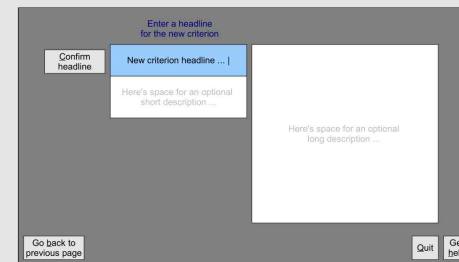 Enter a headline
for the new criterion
Confirm
headline
New criterion headline ... |
Here's space for an optional
short description ...
Here's space for an optional
long description ...
Go back to
previous page
Quit